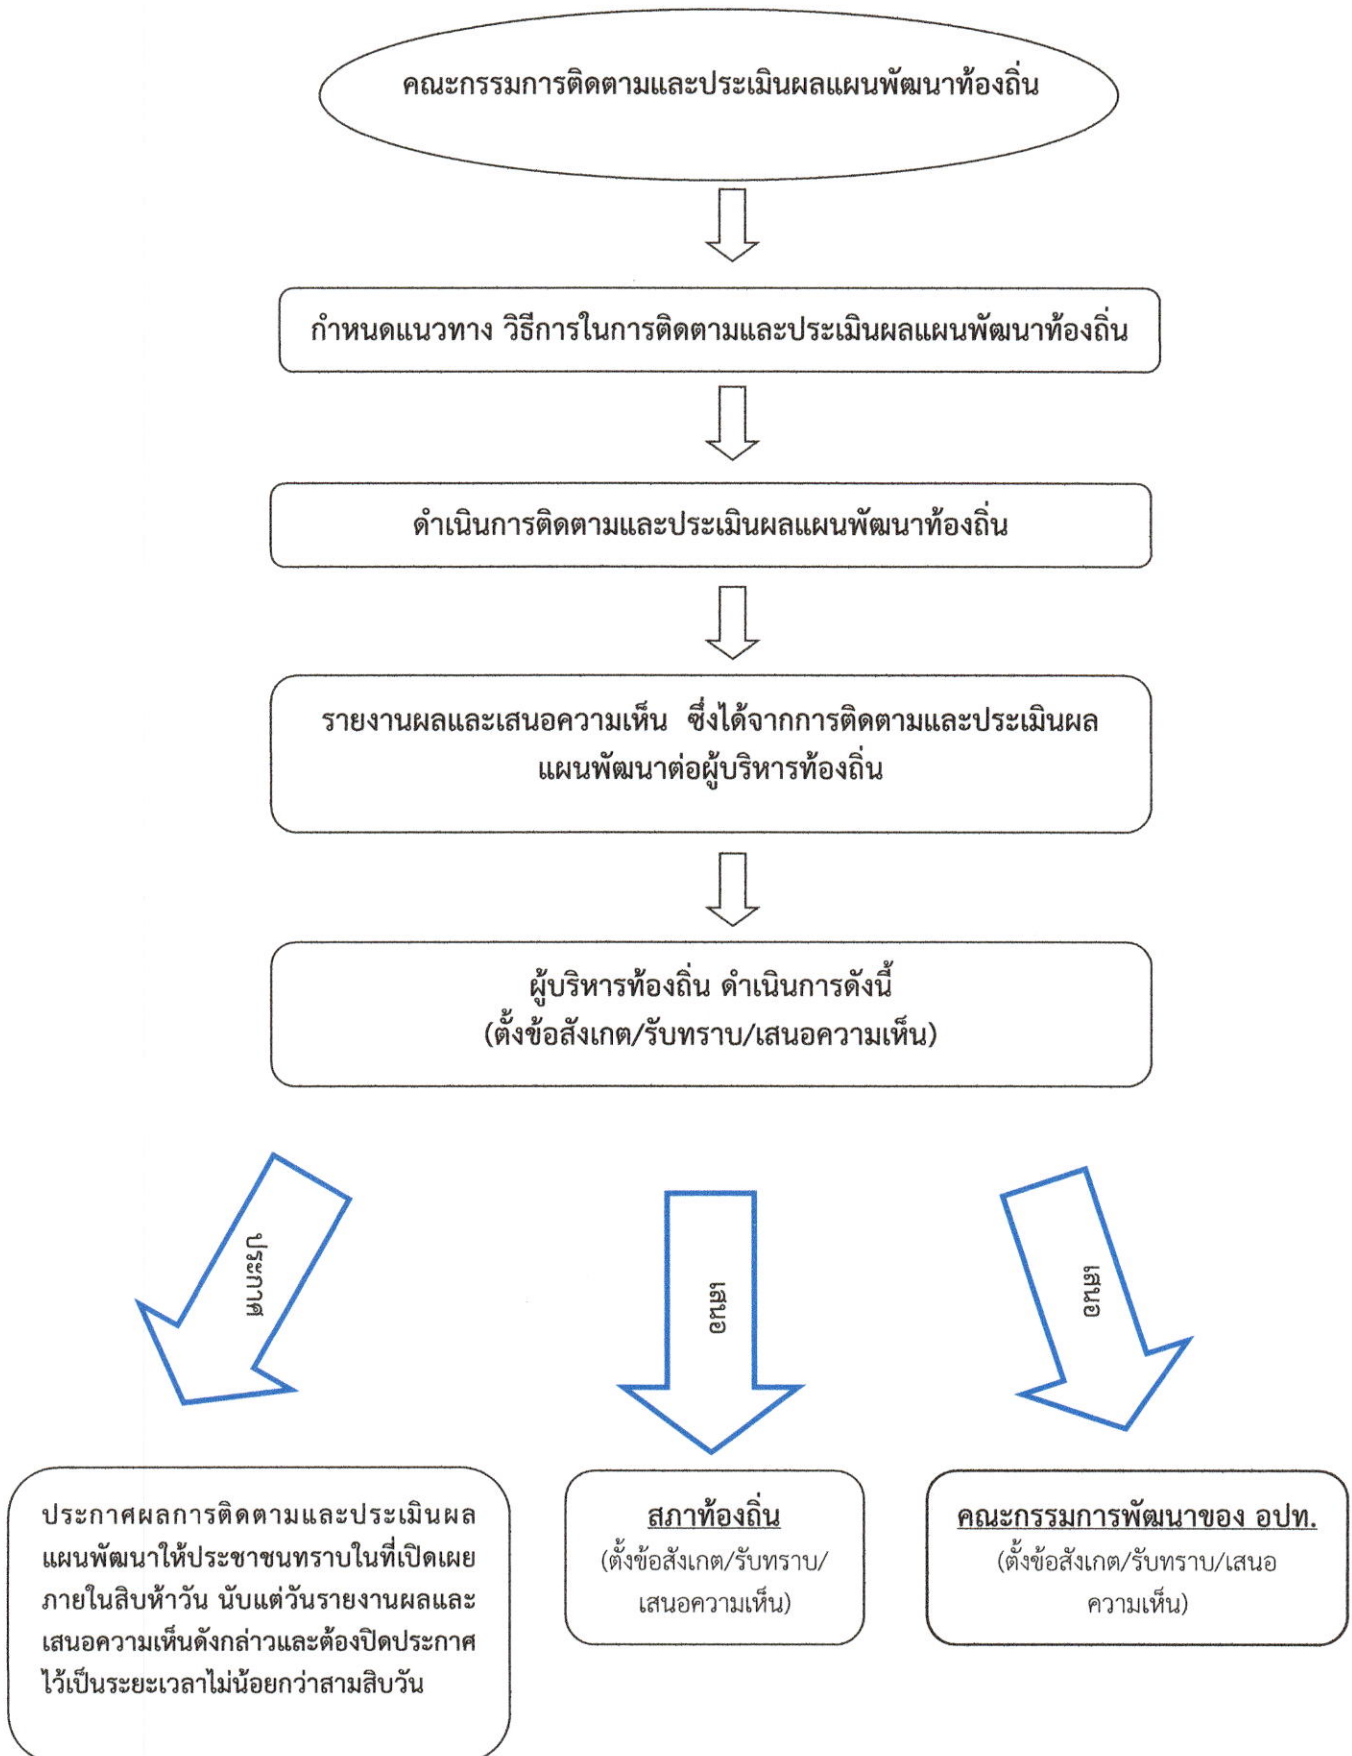 คณะกรรมการติดตามและประเมินผลแผนพัฒนาท้องถิ่น
กำหนดแนวทาง วิธีการในการติดตามและประเมินผลแผนพัฒนาท้องถิ่น
ดำเนินการติดตามและประเมินผลแผนพัฒนาท้องถิ่น
รายงานผลและเสนอความเห็น ซึ่งได้จากการติดตามและประเมินผล
แผนพัฒนาต่อผู้บริหารท้องถิ่น
ผู้บริหารท้องถิ่น ดำเนินการดังนี้
(ตั้งข้อสังเกต/รับทราบ/เสนอความเห็น)
ประกาศ
เสนอ
เสนอ
ประกาศผลการติดตามและประเมินผล
แผนพัฒนาให้ประชาชนทราบในที่เปิดเผย
ภายในสิบห้าวัน นับแต่วันรายงานผลและ
เสนอความเห็นดังกล่าวและต้องปิดประกาศ
ไว้เป็นระยะเวลาไม่น้อยกว่าสามสิบวัน
สภาท้องถิ่น
(ตั้งข้อสังเกต/รับทราบ/
เสนอความเห็น)
คณะกรรมการพัฒนาของ อปท.
(ตั้งข้อสังเกต/รับทราบ/เสนอ
ความเห็น)